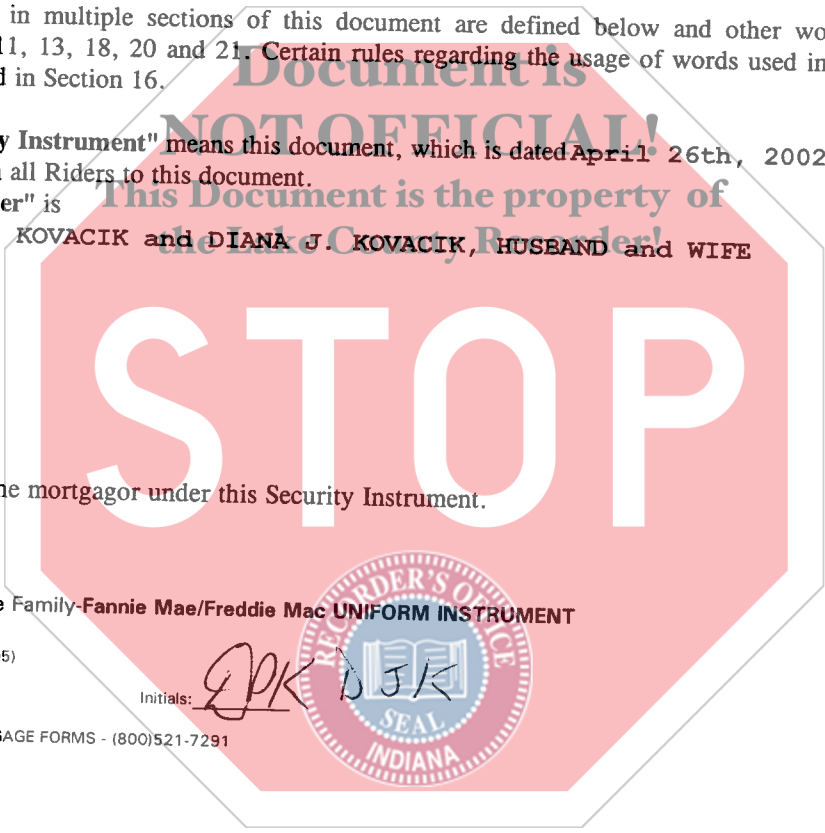 in multiple sections of this document are defined below and other wo
11, 13, 18, 20 and 21. Certain rules regarding the usage of words used in
in Section 16.
Document is
NOT OFFICIAL!
This Document is the property of
the Lake County Recorder!
y Instrument" means this document, which is dated April 26th, 2002
all Riders to this document.
er" is
KOVACIK and DIANA J. KOVACIK, HUSBAND and WIFE
STOP
he mortgagor under this Security Instrument.
e Family-Fannie Mae/Freddie Mac UNIFORM INSTRUMENT
5)
Initials: DPK DJK
GAGE FORMS - (800)521-7291
RECORDER'S OFFICE
SEAL
INDIANA